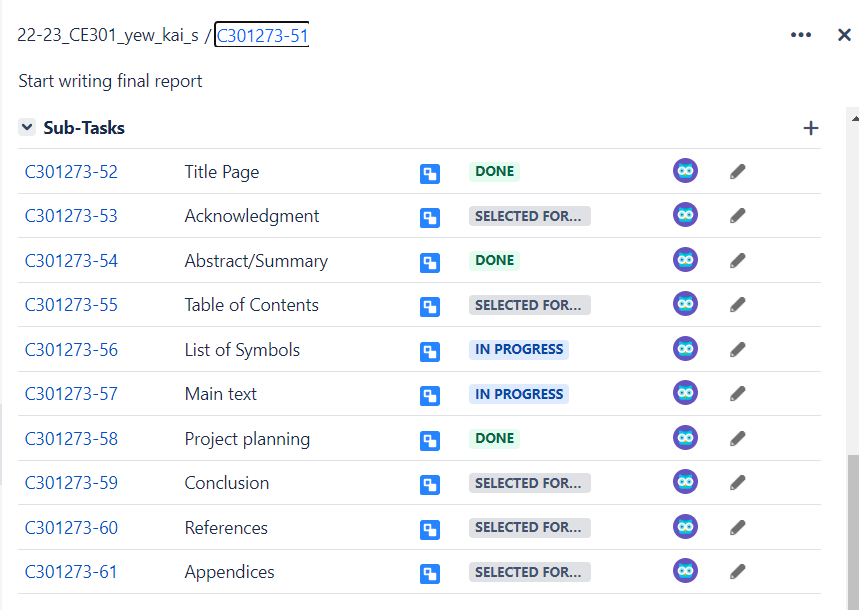 22-23_CE301_yew_kai_s / C301273-51
Start writing final report
Sub-Tasks
C301273-52 Title Page DONE
C301273-53 Acknowledgment SELECTED FOR...
C301273-54 Abstract/Summary DONE
C301273-55 Table of Contents SELECTED FOR...
C301273-56 List of Symbols IN PROGRESS
C301273-57 Main text IN PROGRESS
C301273-58 Project planning DONE
C301273-59 Conclusion SELECTED FOR...
C301273-60 References SELECTED FOR...
C301273-61 Appendices SELECTED FOR...